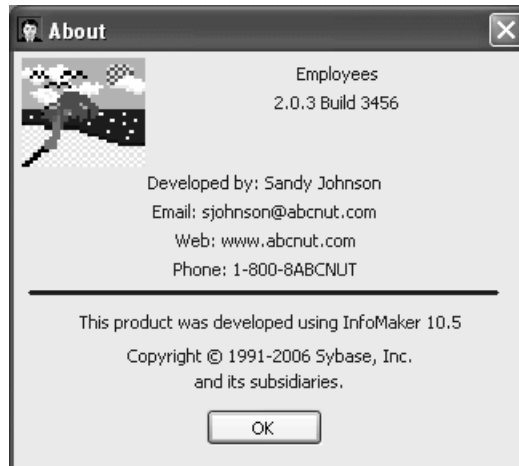 About
Employees
2.0.3 Build 3456
Developed by: Sandy Johnson
Email: sjohnson@abcnut.com
Web: www.abcnut.com
Phone: 1-800-8ABCNUT
This product was developed using InfoMaker 10.5
Copyright © 1991-2006 Sybase, Inc.
and its subsidiaries.
OK